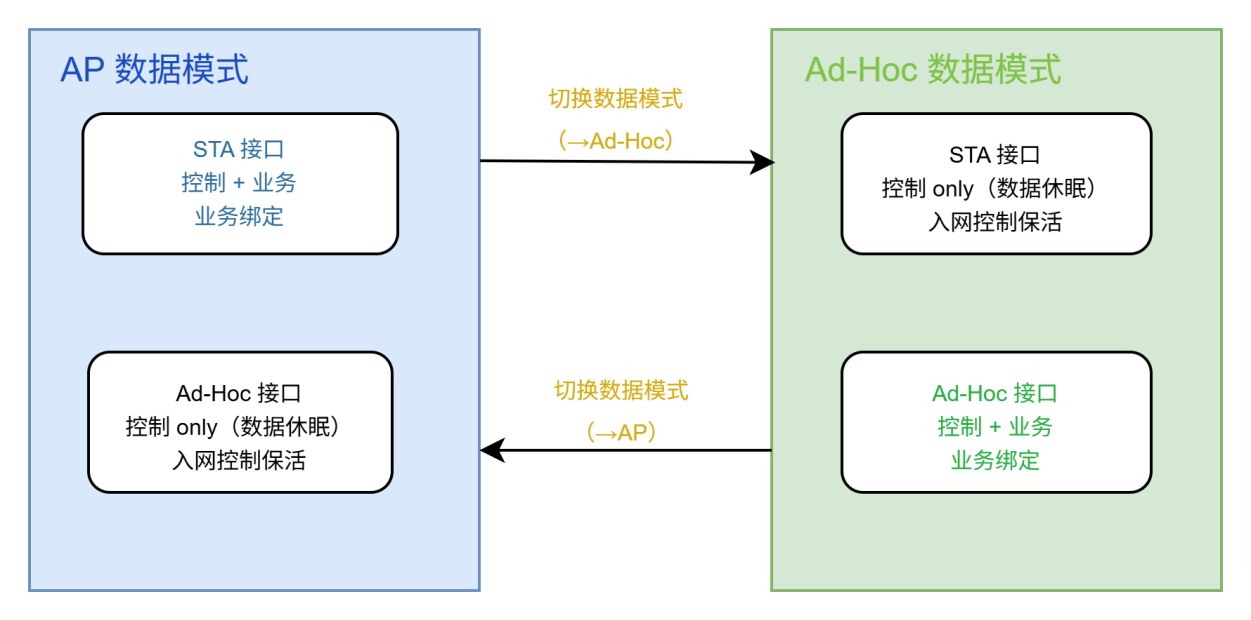 AP 数据模式
STA 接口
控制 + 业务
业务绑定
Ad-Hoc 接口
控制 only（数据休眠）
入网控制保活
切换数据模式
（→Ad-Hoc）
切换数据模式
（→AP）
Ad-Hoc 数据模式
STA 接口
控制 only（数据休眠）
入网控制保活
Ad-Hoc 接口
控制 + 业务
业务绑定